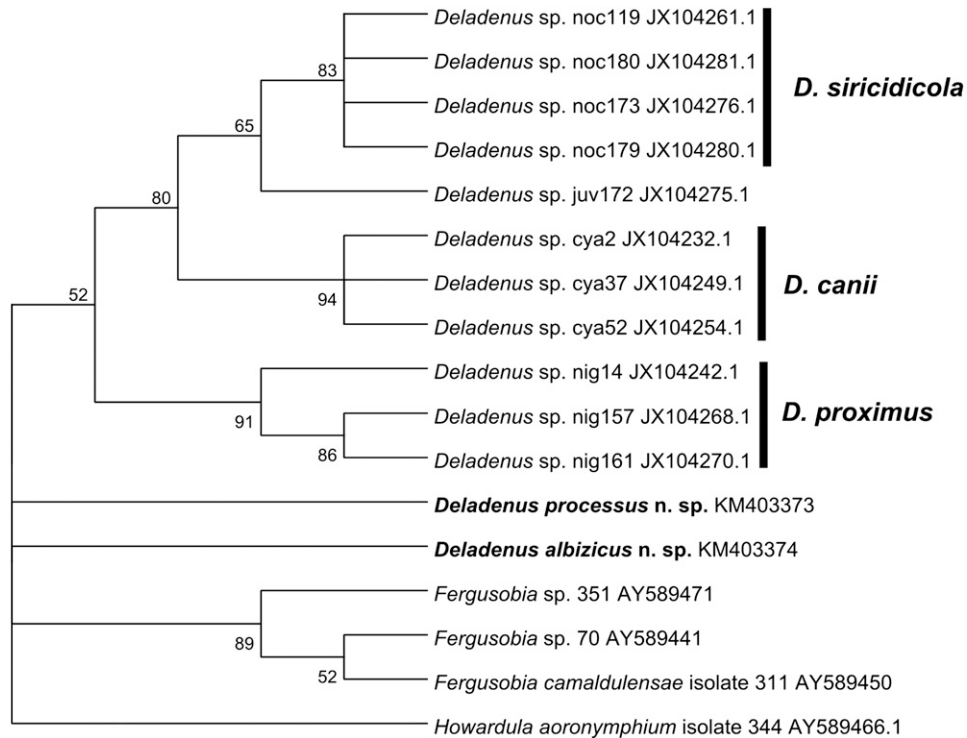 Deladenus sp. noc119 JX104261.1
Deladenus sp. noc180 JX104281.1
83
D. siricidicola
Deladenus sp. noc173 JX104276.1
65
Deladenus sp. noc179 JX104280.1
Deladenus sp. juv172 JX104275.1
80
Deladenus sp. cya2 JX104232.1
Deladenus sp. cya37 JX104249.1
D. canii
52
94
Deladenus sp. cya52 JX104254.1
Deladenus sp. nig14 JX104242.1
Deladenus sp. nig157 JX104268.1
D. proximus
91
86
Deladenus sp. nig161 JX104270.1
Deladenus processus n. sp. KM403373
Deladenus albizicus n. sp. KM403374
Fergusobia sp. 351 AY589471
89
Fergusobia sp. 70 AY589441
52
Fergusobia camaldulensae isolate 311 AY589450
Howardula aoronymphium isolate 344 AY589466.1